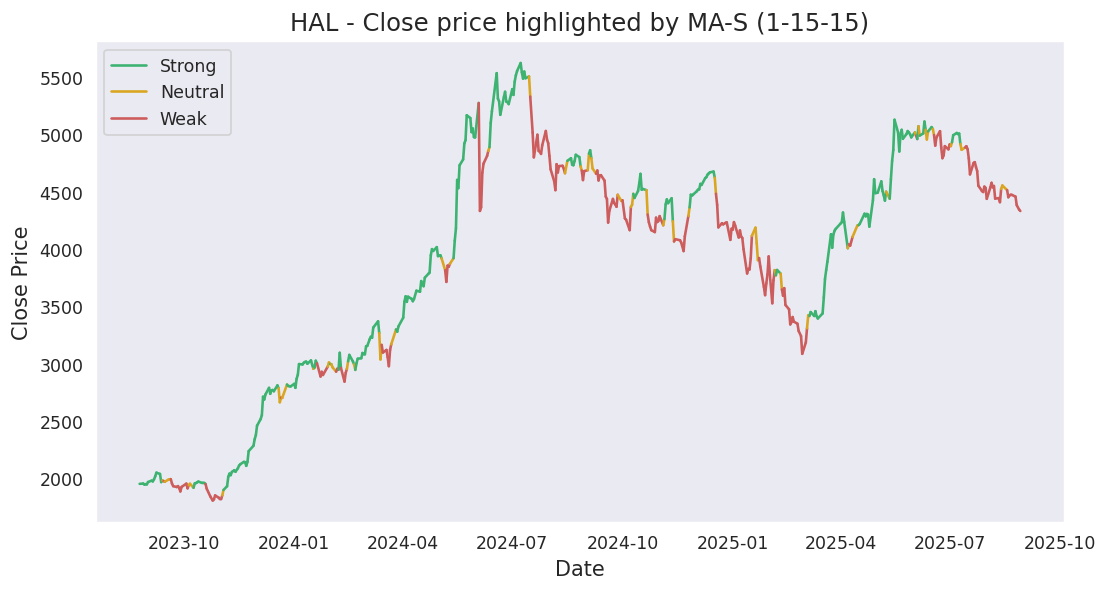 HAL - Close price highlighted by MA-S (1-15-15)
Strong
Neutral
Weak
Close Price
5500
5000
4500
4000
3500
3000
2500
2000
2023-10 2024-01 2024-04 2024-07 2024-10 2025-01 2025-04 2025-07 2025-10
Date